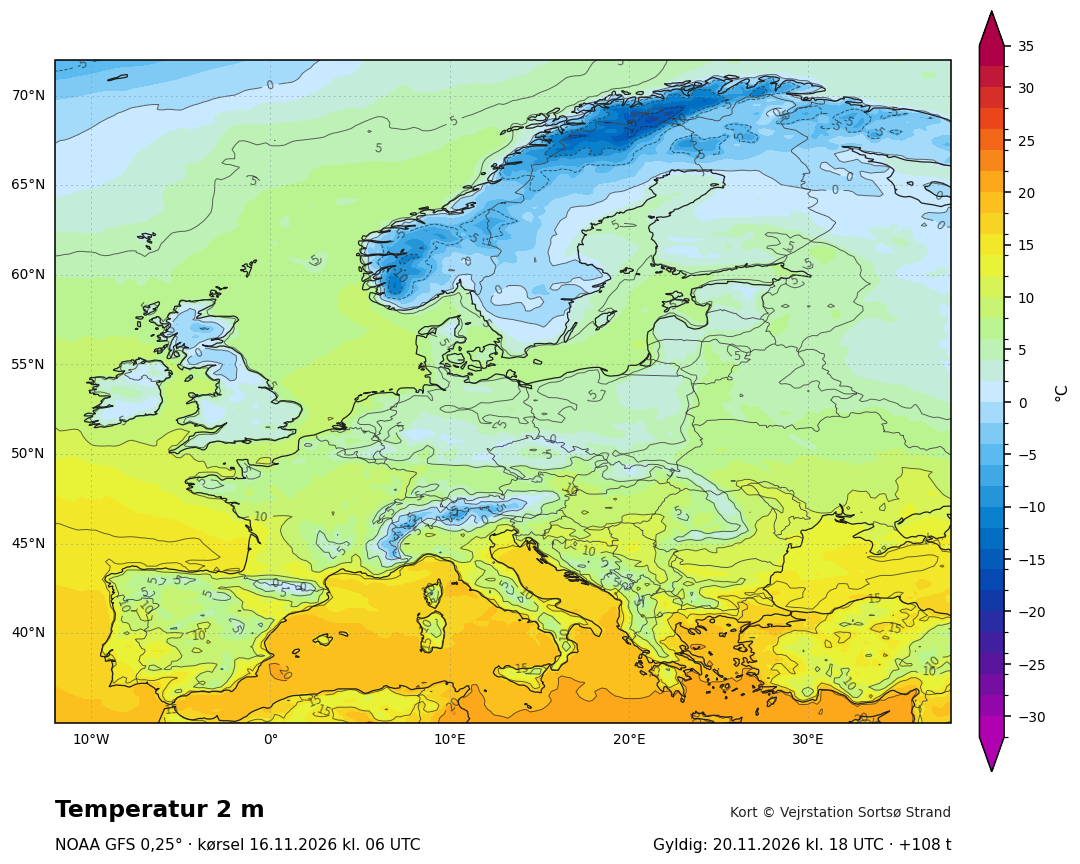 70°N
65°N
60°N
55°N
50°N
45°N
40°N
10°W
0°
10°E
20°E
30°E
35
30
25
20
15
10
5
0
−5
−10
−15
−20
−25
−30
°C
Temperatur 2 m
Kort © Vejrstation Sortsø Strand
NOAA GFS 0,25° · kørsel 16.11.2026 kl. 06 UTC
Gyldig: 20.11.2026 kl. 18 UTC · +108 t